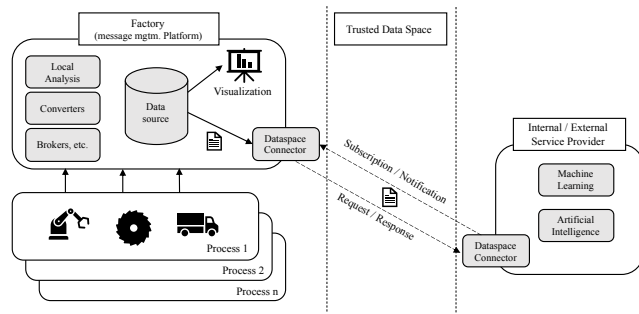 Factory
(message mgtm. Platform)
Trusted Data Space
Local
Analysis
Converters
Brokers, etc.
Data
source
Visualization
Dataspace
Connector
Subscription / Notification
Request / Response
Internal / External
Service Provider
Machine
Learning
Artificial
Intelligence
Dataspace
Connector
Process 1
Process 2
Process n